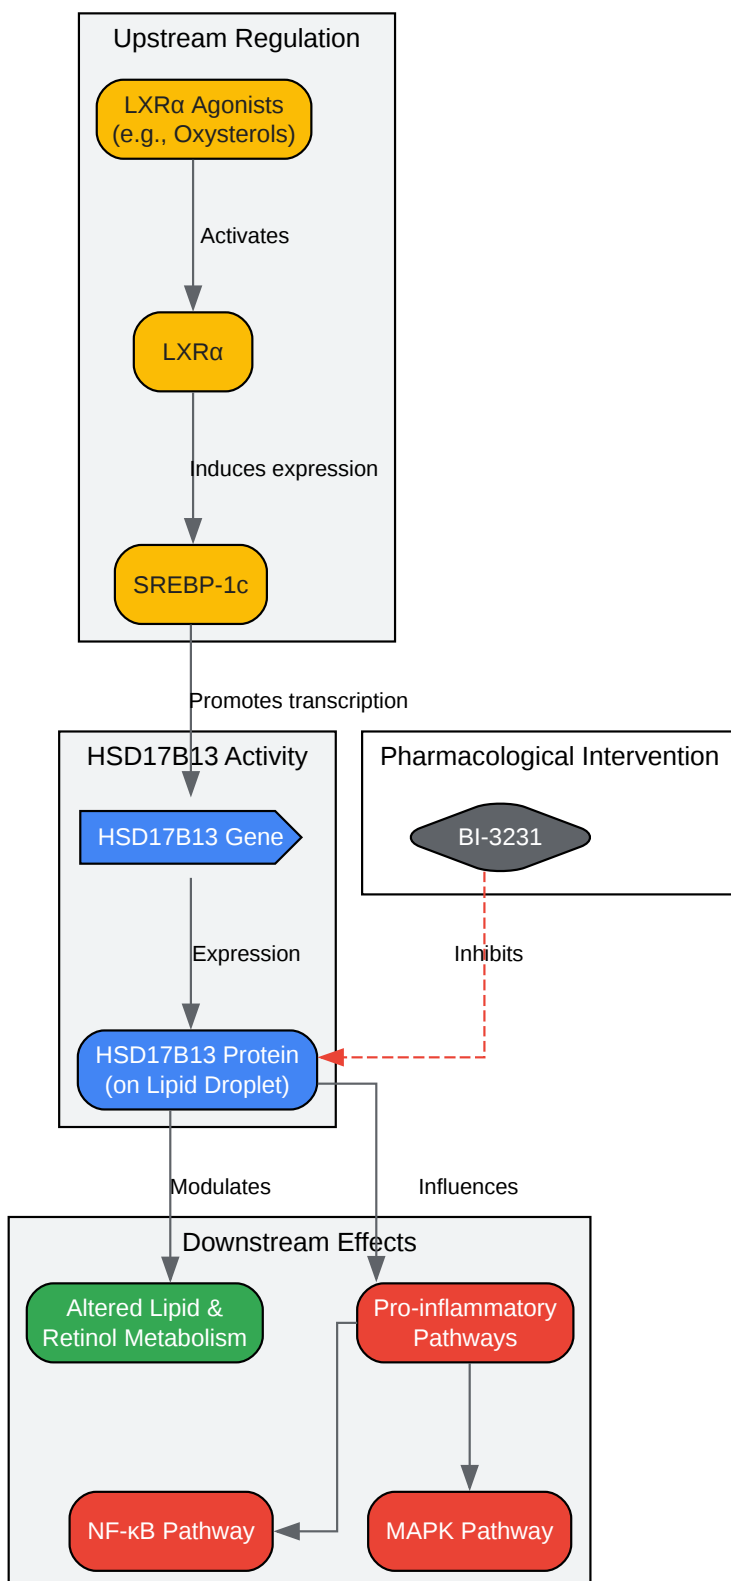 Upstream Regulation
LXRα Agonists
(e.g., Oxysterols)
Activates
LXRα
Induces expression
SREBP-1c
Promotes transcription
HSD17B13 Activity
Pharmacological Intervention
HSD17B13 Gene
BI-3231
Expression
Inhibits
HSD17B13 Protein
(on Lipid Droplet)
Modulates
Influences
Downstream Effects
Altered Lipid &
Retinol Metabolism
Pro-inflammatory
Pathways
NF-κB Pathway
MAPK Pathway